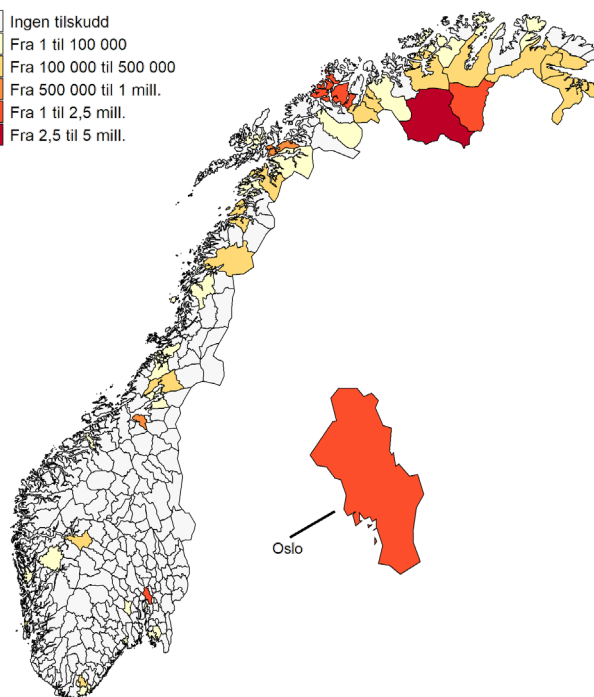 Ingen tilskudd
Fra 1 til 100 000
Fra 100 000 til 500 000
Fra 500 000 til 1 mill.
Fra 1 til 2,5 mill.
Fra 2,5 til 5 mill.
Oslo